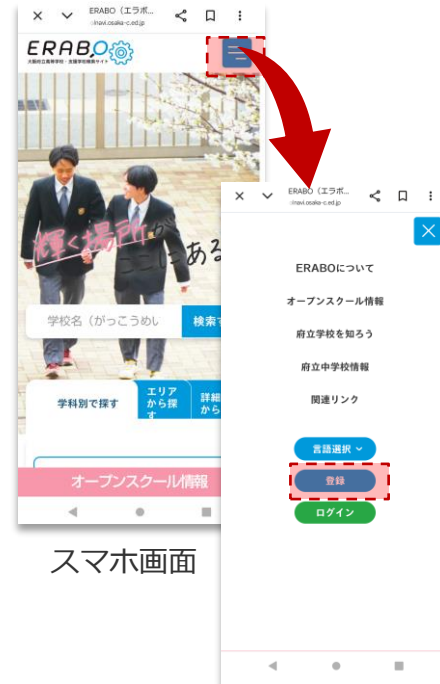 ERABO（エラボ...
inavi.osaka-c.ed.jp
ERABO
大阪府立高等学校・支援学校検索サイト
輝く場所が
ここにある
学校名（がっこうめい
検索
学科別で探す
エリア
から探
す
詳細
から
オープンスクール情報
スマホ画面
ERABO（エラボ...
inavi.osaka-c.ed.jp
ERABOについて
オープンスクール情報
府立学校を知ろう
府立中学校情報
関連リンク
言語選択
登録
ログイン